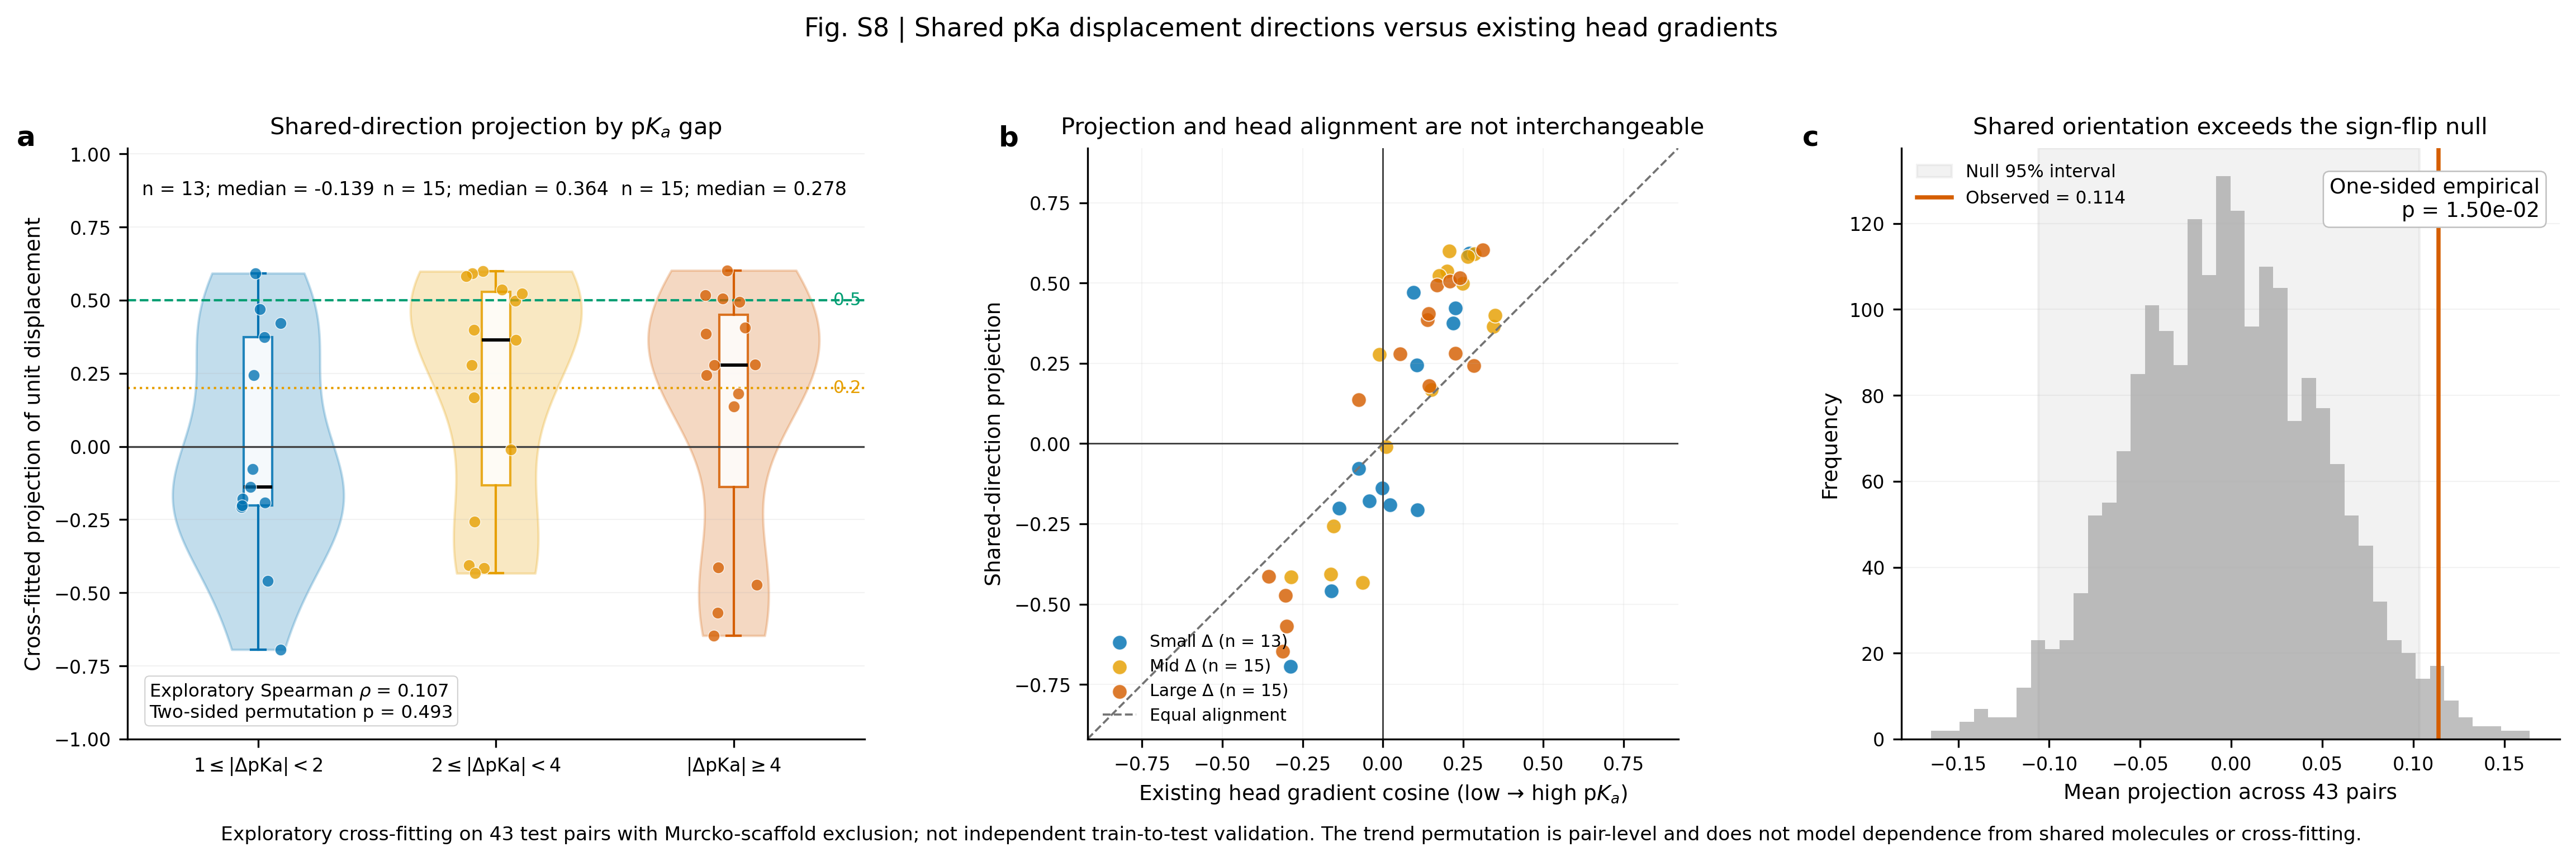 Fig. S8 | Shared pKa displacement directions versus existing head gradients
a
Shared-direction projection by pKₐ gap
Cross-fitted projection of unit displacement
1.00
0.75
0.50
0.25
0.00
−0.25
−0.50
−0.75
−1.00
n = 13; median = -0.139
n = 15; median = 0.364
n = 15; median = 0.278
0.5
0.2
Exploratory Spearman ρ = 0.107
Two-sided permutation p = 0.493
1 ≤ |ΔpKa| < 2
2 ≤ |ΔpKa| < 4
|ΔpKa| ≥ 4
b
Projection and head alignment are not interchangeable
Shared-direction projection
0.75
0.50
0.25
0.00
−0.25
−0.50
−0.75
Small Δ (n = 13)
Mid Δ (n = 15)
Large Δ (n = 15)
Equal alignment
−0.75
−0.50
−0.25
0.00
0.25
0.50
0.75
Existing head gradient cosine (low → high pKₐ)
c
Shared orientation exceeds the sign-flip null
Frequency
120
100
80
60
40
20
0
Null 95% interval
Observed = 0.114
One-sided empirical
p = 1.50e-02
−0.15
−0.10
−0.05
0.00
0.05
0.10
0.15
Mean projection across 43 pairs
Exploratory cross-fitting on 43 test pairs with Murcko-scaffold exclusion; not independent train-to-test validation. The trend permutation is pair-level and does not model dependence from shared molecules or cross-fitting.